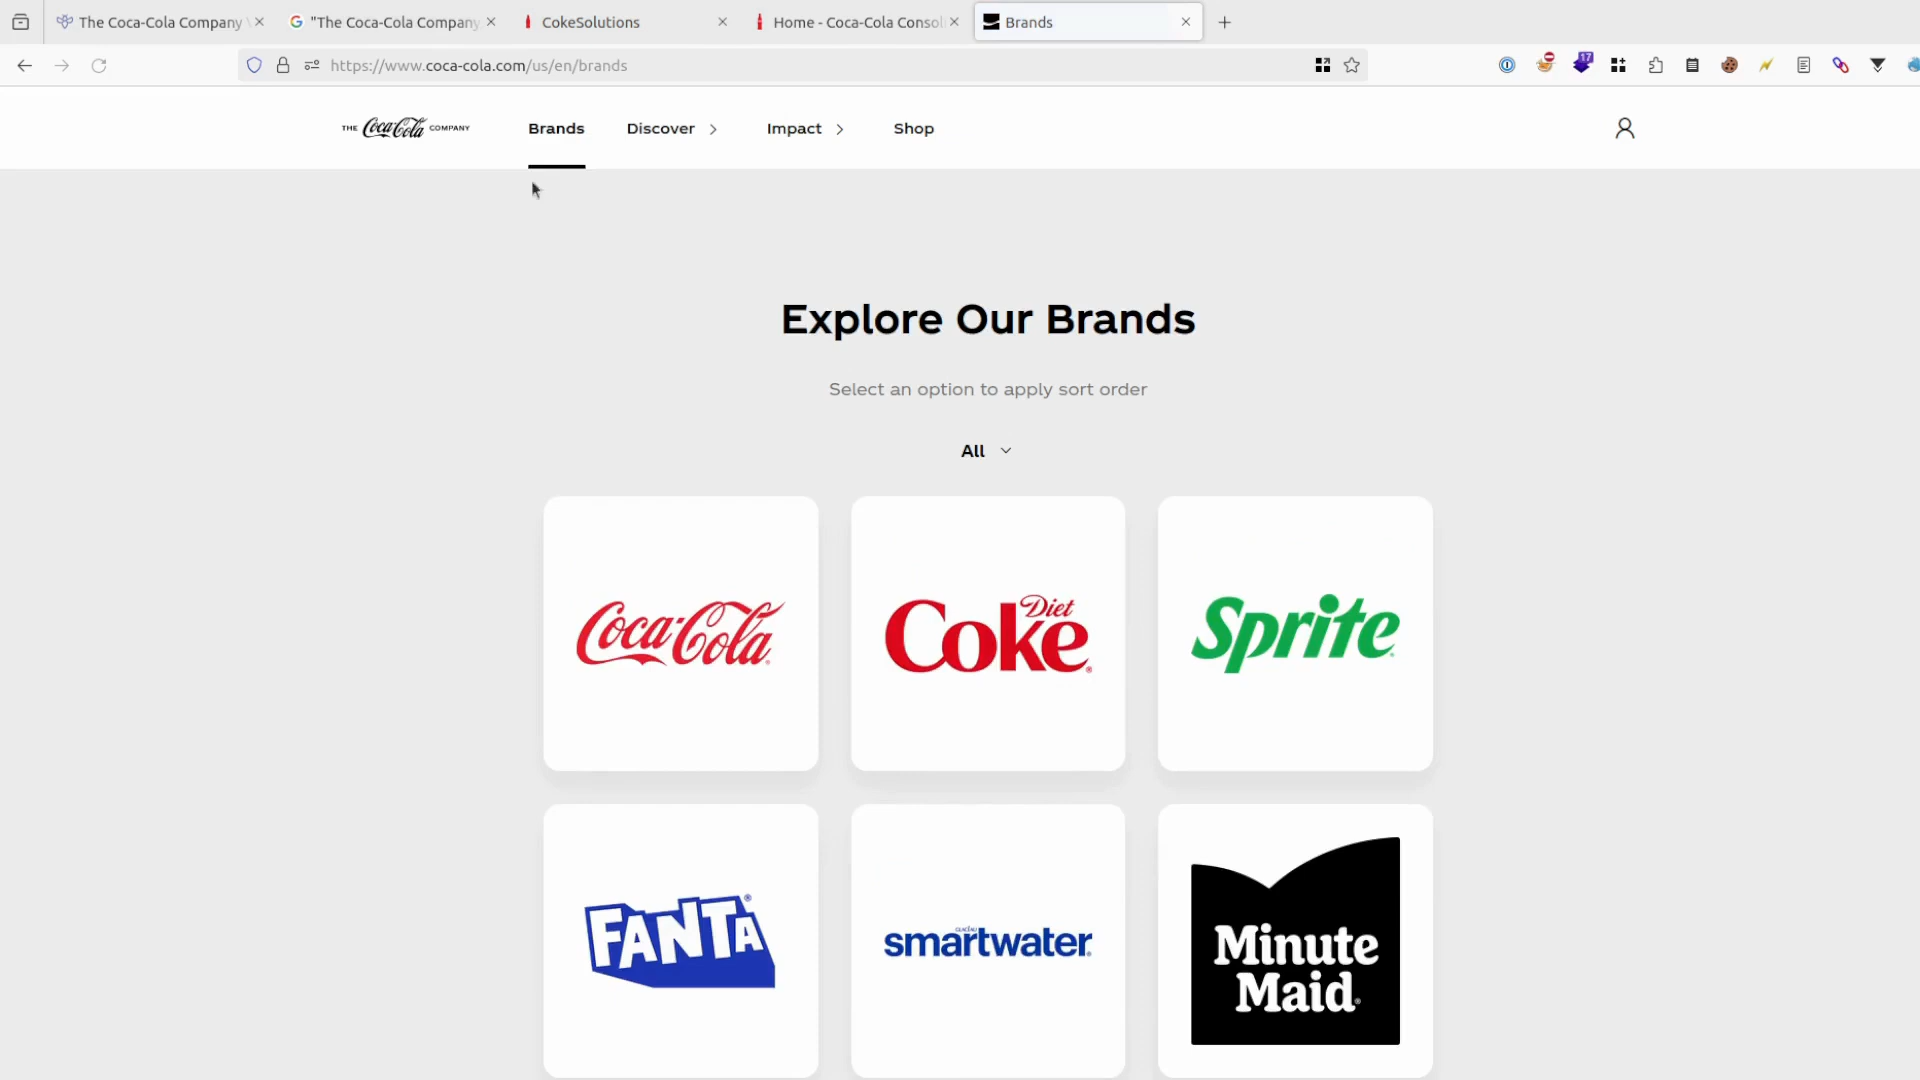 The Coca-Cola Company
"The Coca-Cola Company
CokeSolutions
Home - Coca-Cola Consol
Brands
https://www.coca-cola.com/us/en/brands
17
THE Coca-Cola COMPANY
Brands
Discover
Impact
Shop
Explore Our Brands
Select an option to apply sort order
All
Coca-Cola
Diet
Coke
Sprite
FANTA
smartwater
Minute
Maid